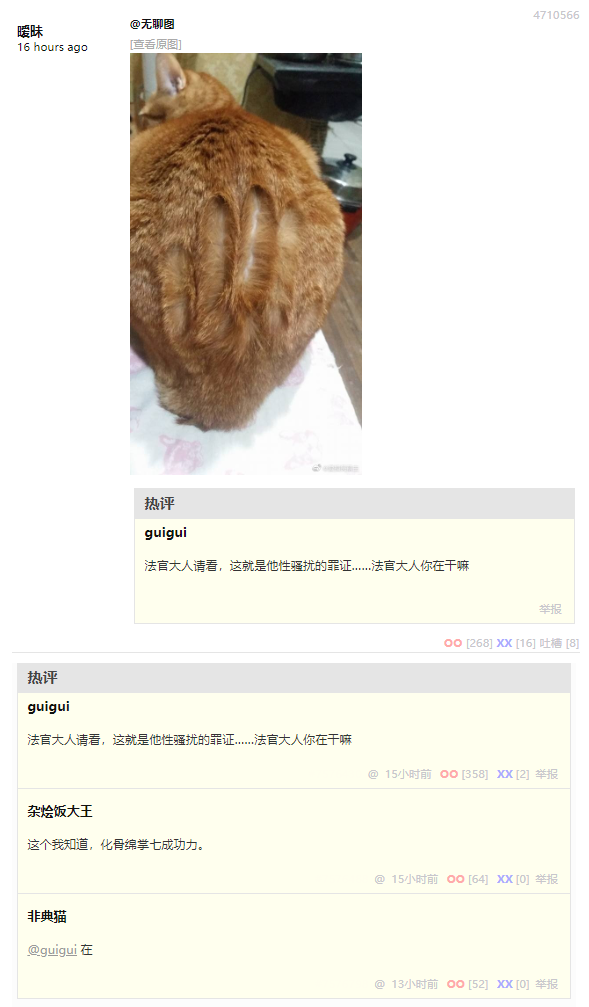 4710566
暧昧
@无聊图
16 hours ago
[查看原图]
热评
guigui
法官大人请看，这就是他性骚扰的罪证……法官大人你在干嘛
举报
OO [268] XX [16] 吐槽 [8]
热评
guigui
法官大人请看，这就是他性骚扰的罪证……法官大人你在干嘛
@ 15小时前 OO [358] XX [2] 举报
杂烩饭大王
这个我知道，化骨绵掌七成功力。
@ 15小时前 OO [64] XX [0] 举报
非典猫
@guigui 在
@ 13小时前 OO [52] XX [0] 举报